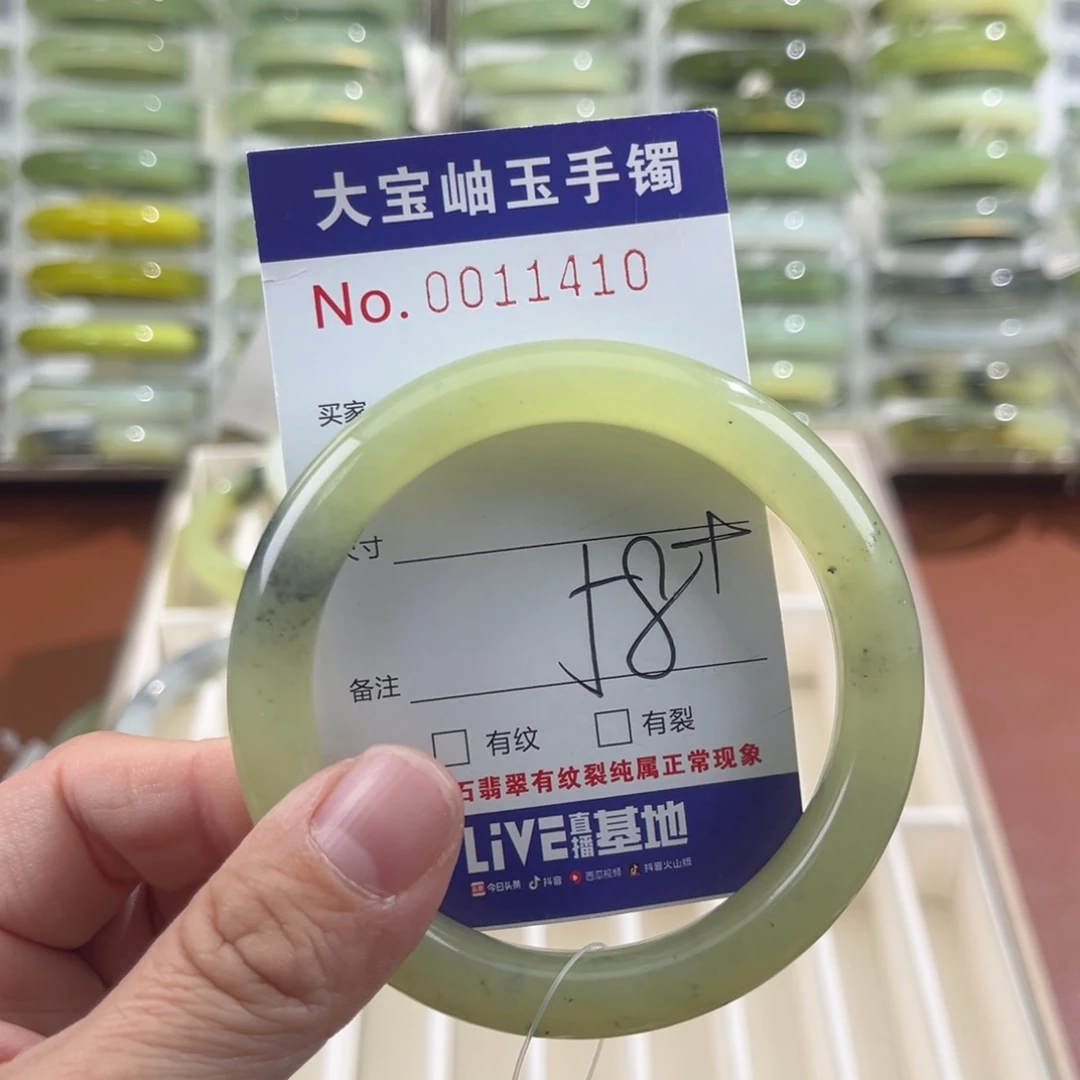 大宝岫玉手镯
No. 0011410
买家
寸
备注
有纹 有裂
石翡翠有纹裂纯属正常现象
LiVE直播基地
今日头条 抖音 西瓜视频 抖音火山版